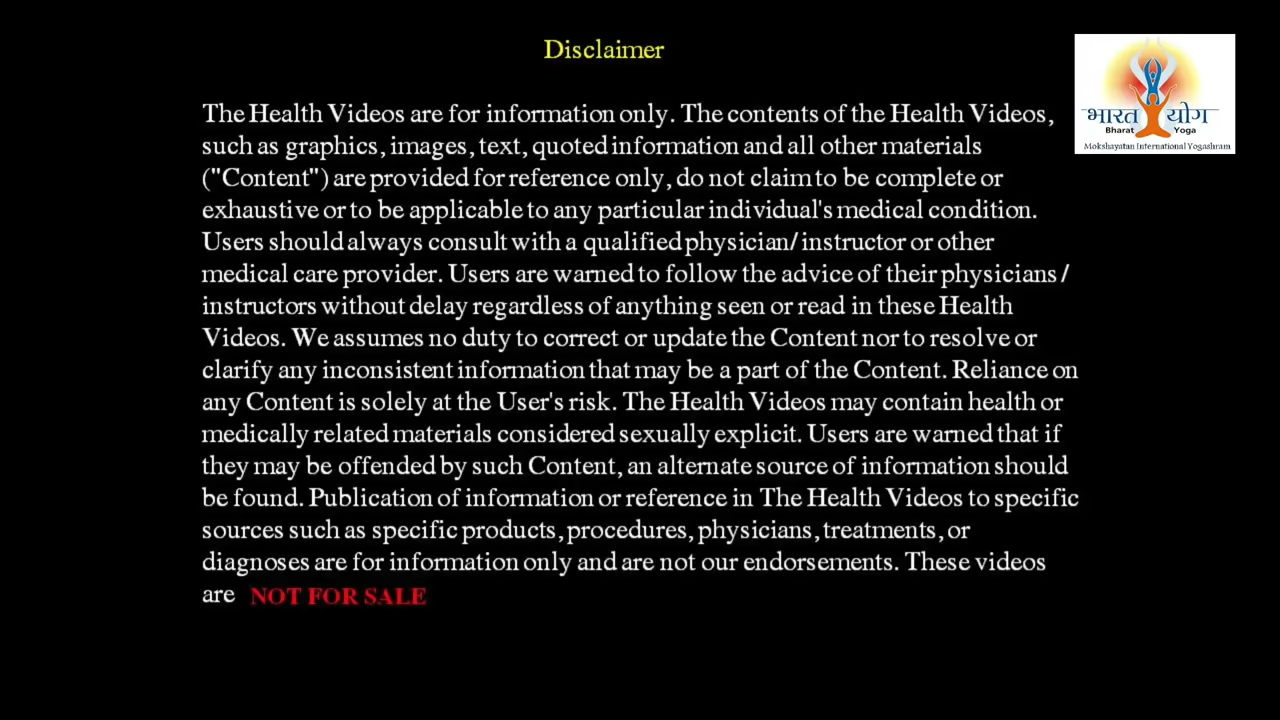 Disclaimer
भारत योग
Bharat Yoga
Mokshayatan International Yogashram
The Health Videos are for information only. The contents of the Health Videos,
such as graphics, images, text, quoted information and all other materials
("Content") are provided for reference only, do not claim to be complete or
exhaustive or to be applicable to any particular individual's medical condition.
Users should always consult with a qualified physician/ instructor or other
medical care provider. Users are warned to follow the advice of their physicians /
instructors without delay regardless of anything seen or read in these Health
Videos. We assumes no duty to correct or update the Content nor to resolve or
clarify any inconsistent information that may be a part of the Content. Reliance on
any Content is solely at the User's risk. The Health Videos may contain health or
medically related materials considered sexually explicit. Users are warned that if
they may be offended by such Content, an alternate source of information should
be found. Publication of information or reference in The Health Videos to specific
sources such as specific products, procedures, physicians, treatments, or
diagnoses are for information only and are not our endorsements. These videos
are NOT FOR SALE